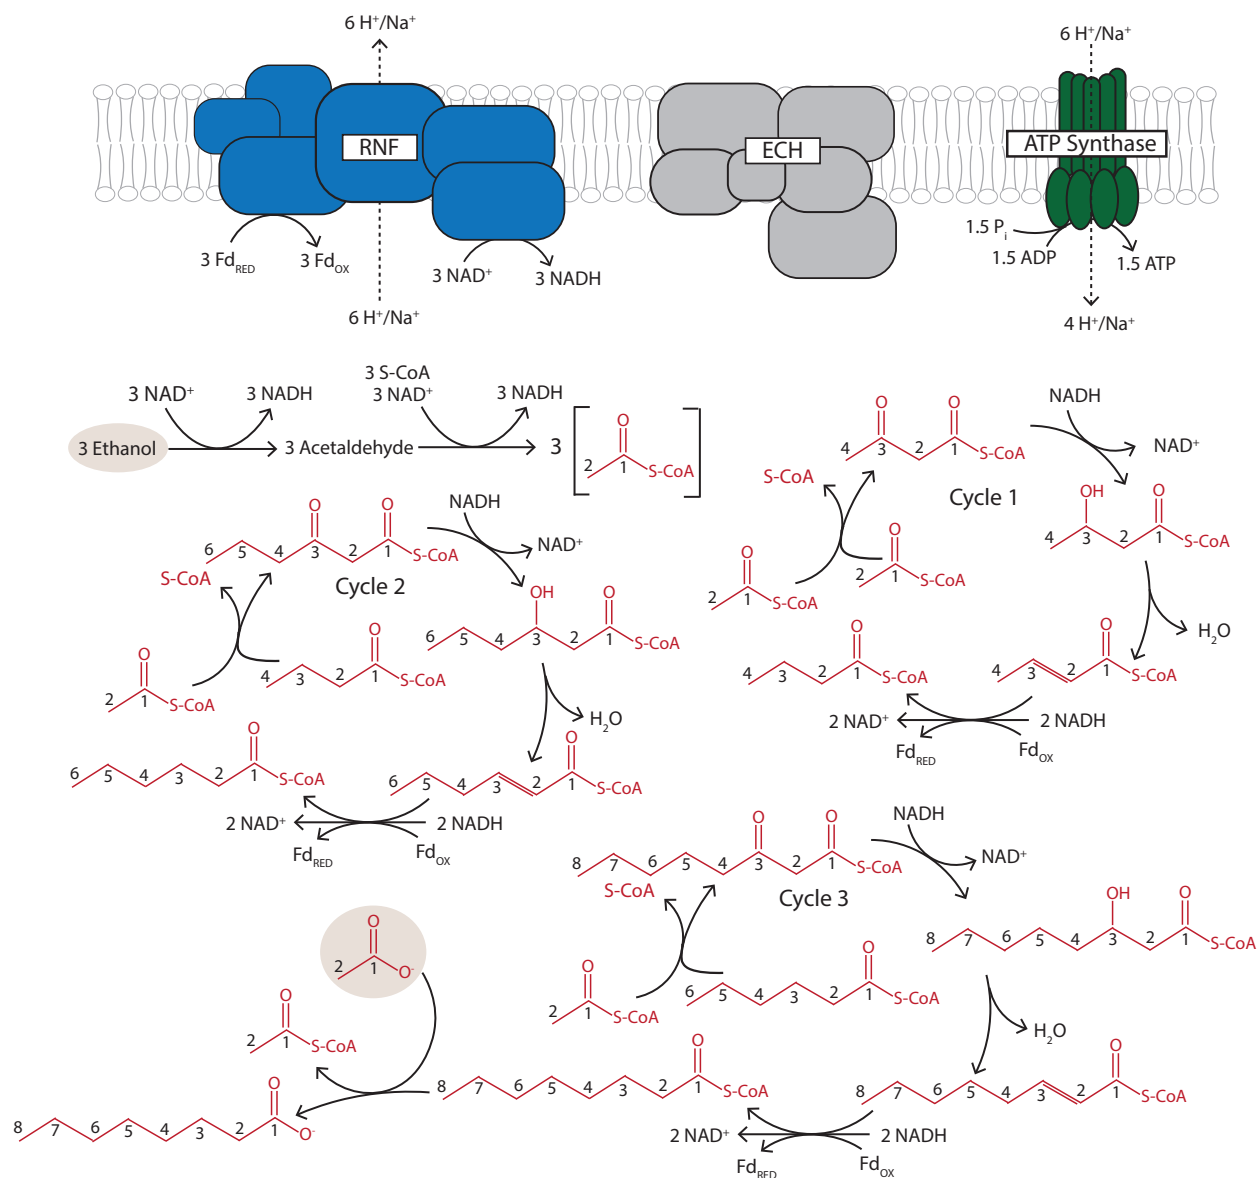 6 H⁺/Na⁺
6 H⁺/Na⁺
RNF
ECH
ATP Synthase
3 Fd_RED
3 Fd_OX
3 NAD⁺
3 NADH
6 H⁺/Na⁺
1.5 P_i
1.5 ADP
1.5 ATP
4 H⁺/Na⁺
3 NAD⁺
3 NADH
3 S-CoA
3 NAD⁺
3 NADH
3 Ethanol
3 Acetaldehyde
3
O
2
1
S-CoA
O
O
4
3
2
1
S-CoA
Cycle 1
NADH
NAD⁺
OH
O
4
3
2
1
S-CoA
H₂O
O
4
3
2
1
S-CoA
2 NADH
2 NAD⁺
Fd_OX
Fd_RED
O
4
3
2
1
S-CoA
S-CoA
O
2
1
S-CoA
O
2
1
S-CoA
O
O
6
5
4
3
2
1
S-CoA
Cycle 2
NADH
NAD⁺
OH
O
6
5
4
3
2
1
S-CoA
H₂O
O
6
5
4
3
2
1
S-CoA
2 NADH
2 NAD⁺
Fd_OX
Fd_RED
O
6
5
4
3
2
1
S-CoA
S-CoA
O
2
1
S-CoA
O
4
3
2
1
S-CoA
O
O
8
7
6
5
4
3
2
1
S-CoA
Cycle 3
NADH
NAD⁺
OH
O
8
7
6
5
4
3
2
1
S-CoA
H₂O
O
8
7
6
5
4
3
2
1
S-CoA
2 NADH
2 NAD⁺
Fd_OX
Fd_RED
O
8
7
6
5
4
3
2
1
S-CoA
S-CoA
O
2
1
S-CoA
O
6
5
4
3
2
1
S-CoA
O
2
1
O⁻
O
2
1
S-CoA
O
8
7
6
5
4
3
2
1
O⁻